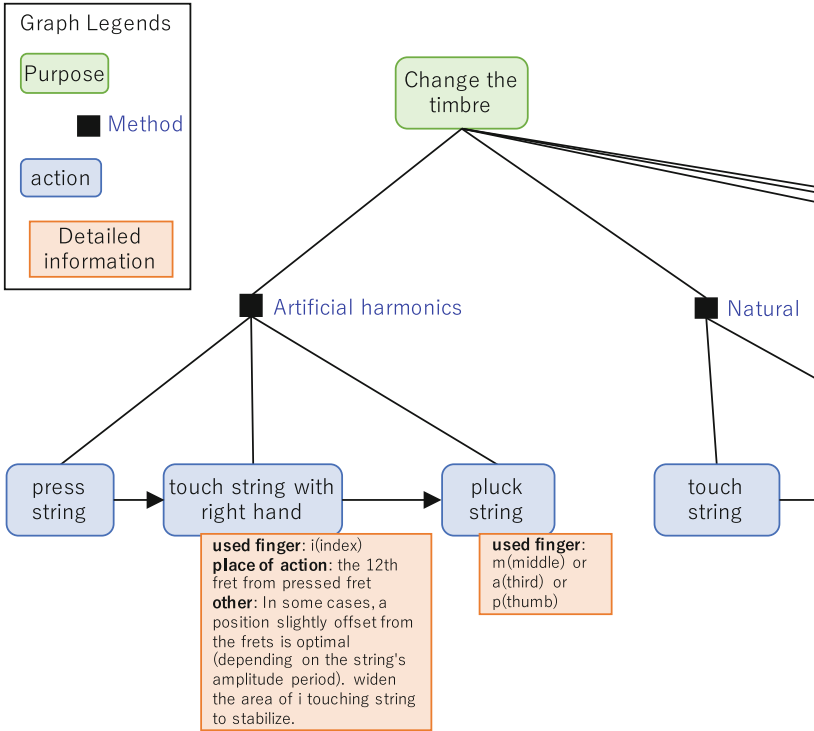 Graph Legends
Purpose
Method
action
Detailed
information
Change the
timbre
Artificial harmonics
Natural
press
string
touch string with
right hand
pluck
string
touch
string
used finger: i(index)
place of action: the 12th
fret from pressed fret
other: In some cases, a
position slightly offset from
the frets is optimal
(depending on the string's
amplitude period). widen
the area of i touching string
to stabilize.
used finger:
m(middle) or
a(third) or
p(thumb)